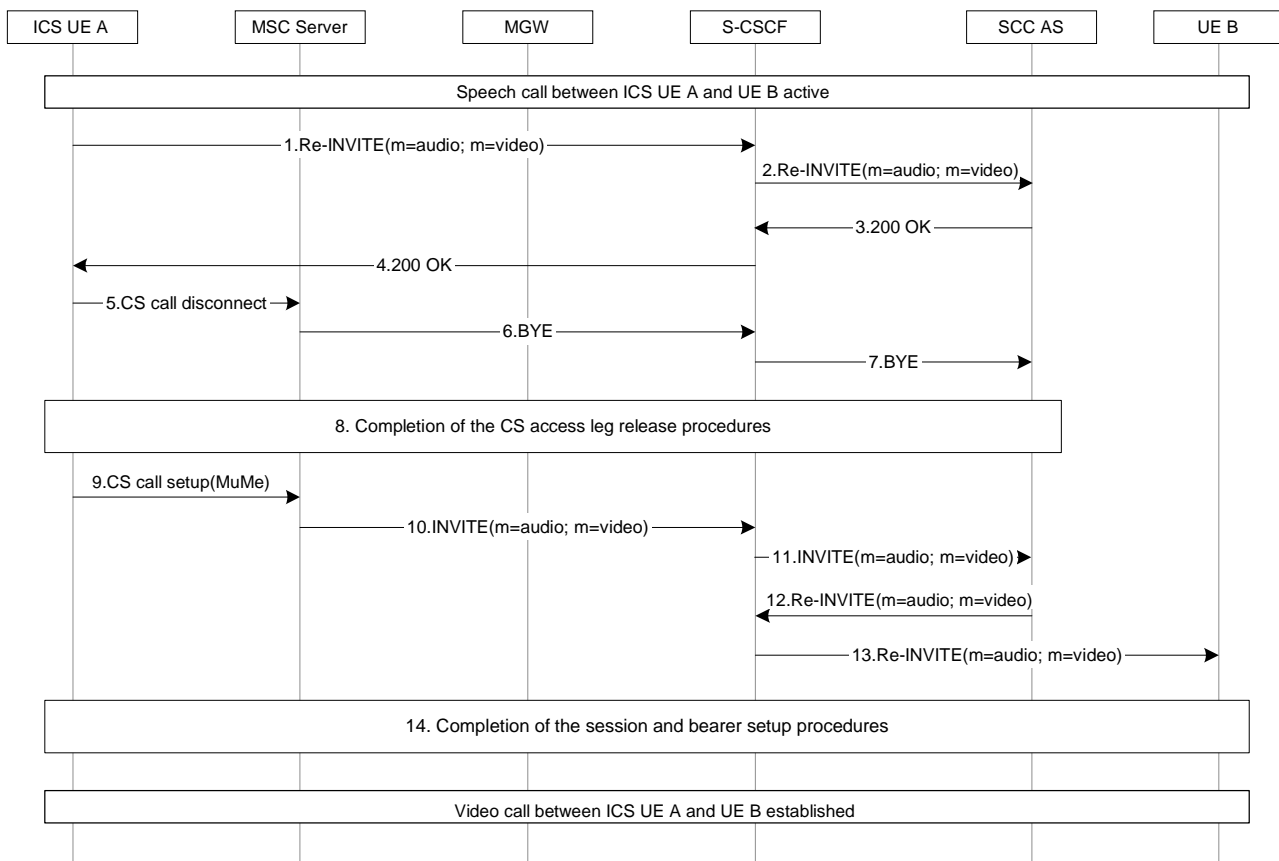 ICS UE A
MSC Server
MGW
S-CSCF
SCC AS
UE B
Speech call between ICS UE A and UE B active
1.Re-INVITE(m=audio; m=video)
2.Re-INVITE(m=audio; m=video)
3.200 OK
4.200 OK
5.CS call disconnect
6.BYE
7.BYE
8. Completion of the CS access leg release procedures
9.CS call setup(MuMe)
10.INVITE(m=audio; m=video)
11.INVITE(m=audio; m=video)
12.Re-INVITE(m=audio; m=video)
13.Re-INVITE(m=audio; m=video)
14. Completion of the session and bearer setup procedures
Video call between ICS UE A and UE B established